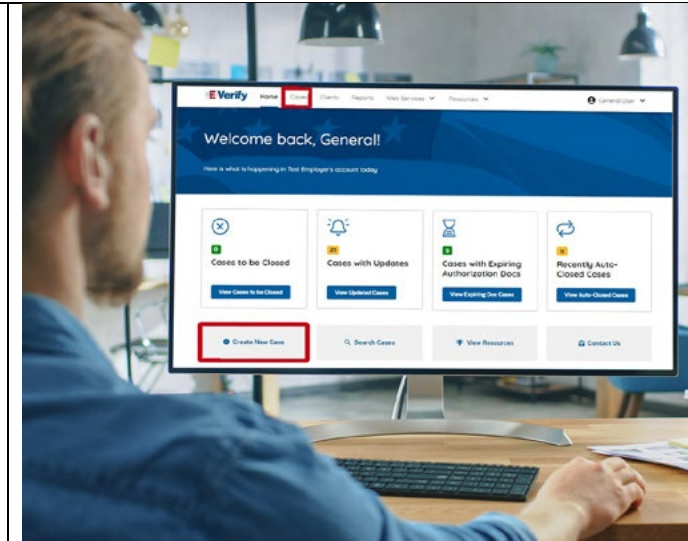 E Verify Home Cases Clients Reports Web Services Resources General User
Welcome back, General!
Here is what is happening in Test Employer's account today
0
Cases to be Closed
View Cases to be Closed
21
Cases with Updates
View Updated Cases
Cases with Expiring
Authorization Docs
View Expiring Doc Cases
Recently Auto-
Closed Cases
View Auto-Closed Cases
Create New Case
Search Cases
View Resources
Contact Us